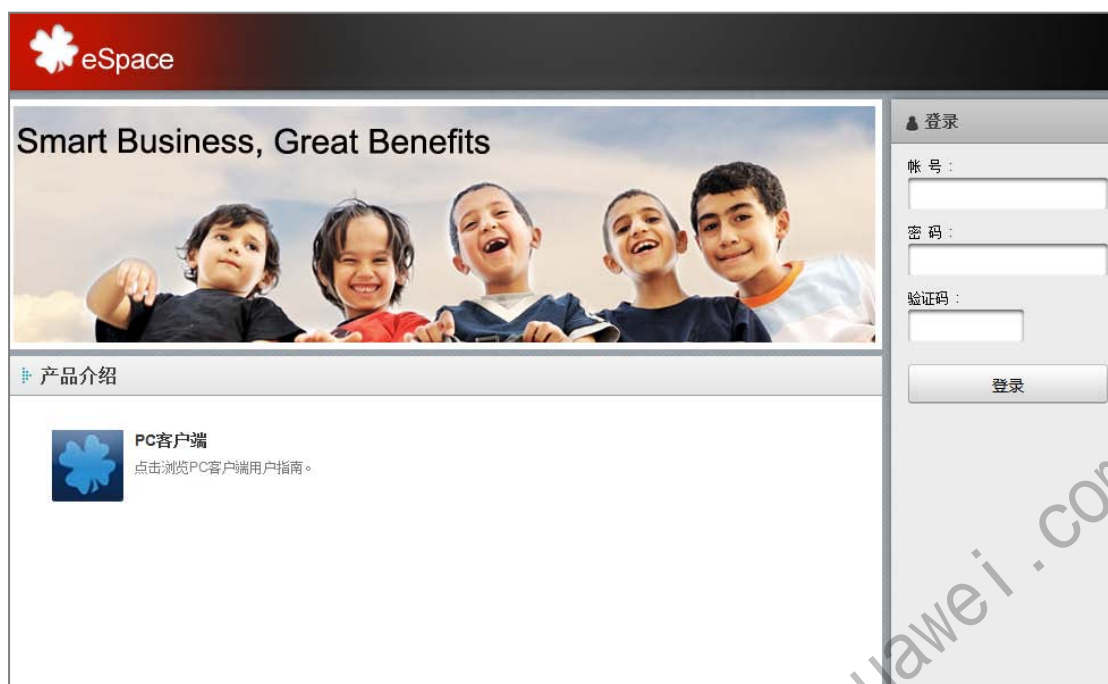 eSpace
Smart Business, Great Benefits
登录
帐 号：
密 码：
验证码：
登录
产品介绍
PC客户端
点击浏览PC客户端用户指南。
uawei.com